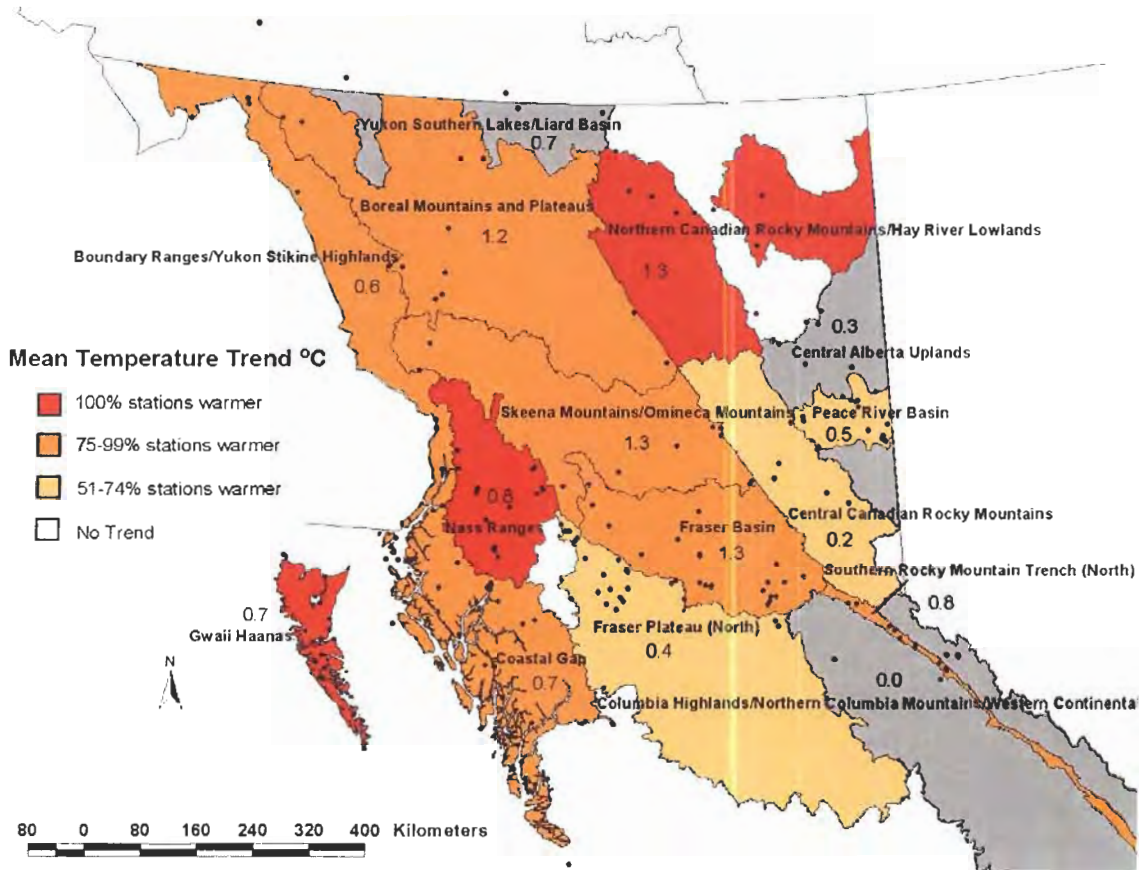 Yukon Southern Lakes/Liard Basin
0.7
Boreal Mountains and Plateaus
1.2
Northern Canadian Rocky Mountains/Hay River Lowlands
1.3
Boundary Ranges/Yukon Stikine Highlands
0.6
0.3
Central Alberta Uplands
Mean Temperature Trend °C
100% stations warmer
75-99% stations warmer
51-74% stations warmer
No Trend
Skeena Mountains/Omineca Mountains
1.3
Peace River Basin
0.5
0.8
Nass Ranges
Fraser Basin
1.3
Central Canadian Rocky Mountains
0.2
Southern Rocky Mountain Trench (North)
0.8
0.7
Gwaii Haanas
Fraser Plateau (North)
0.4
N
Coastal Gap
0.7
0.0
Columbia Highlands/Northern Columbia Mountains/Western Continenta
80 0 80 160 240 320 400 Kilometers